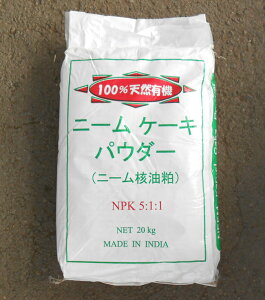 100%天然有機
ニーム ケーキ
パウダー
(ニーム核油粕)
NPK 5:1:1
NET 20 kg
MADE IN INDIA